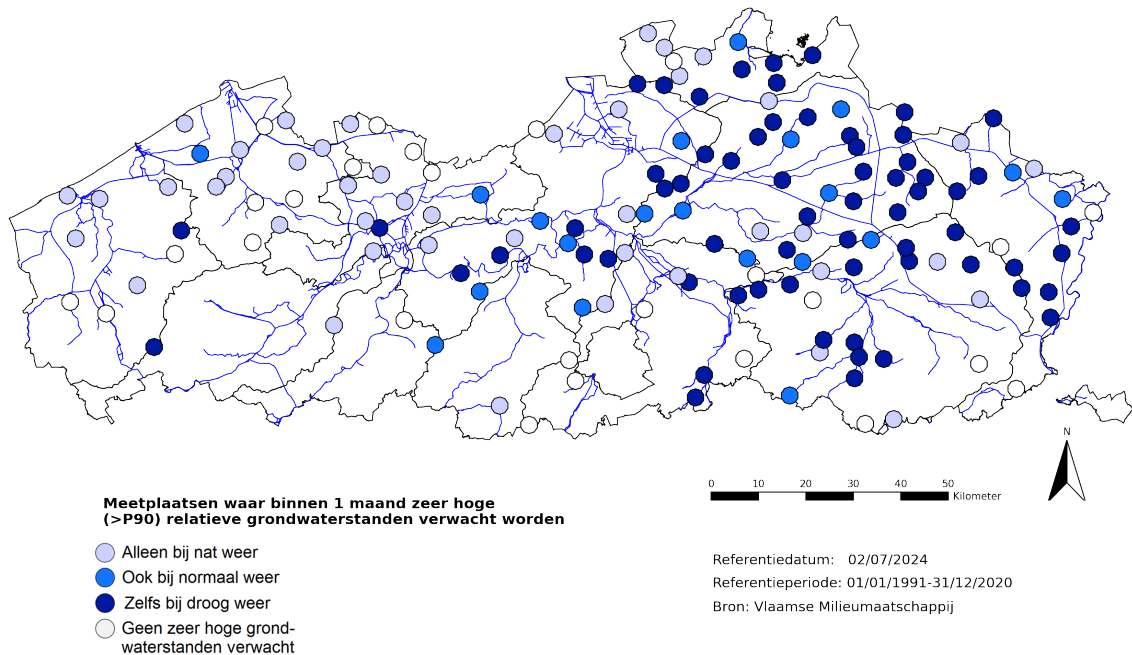 N
0 10 20 30 40 50
Kilometer
Meetplaatsen waar binnen 1 maand zeer hoge
(>P90) relatieve grondwaterstanden verwacht worden
Alleen bij nat weer
Ook bij normaal weer
Zelfs bij droog weer
Geen zeer hoge grond-
waterstanden verwacht
Referentiedatum: 02/07/2024
Referentieperiode: 01/01/1991-31/12/2020
Bron: Vlaamse Milieumaatschappij